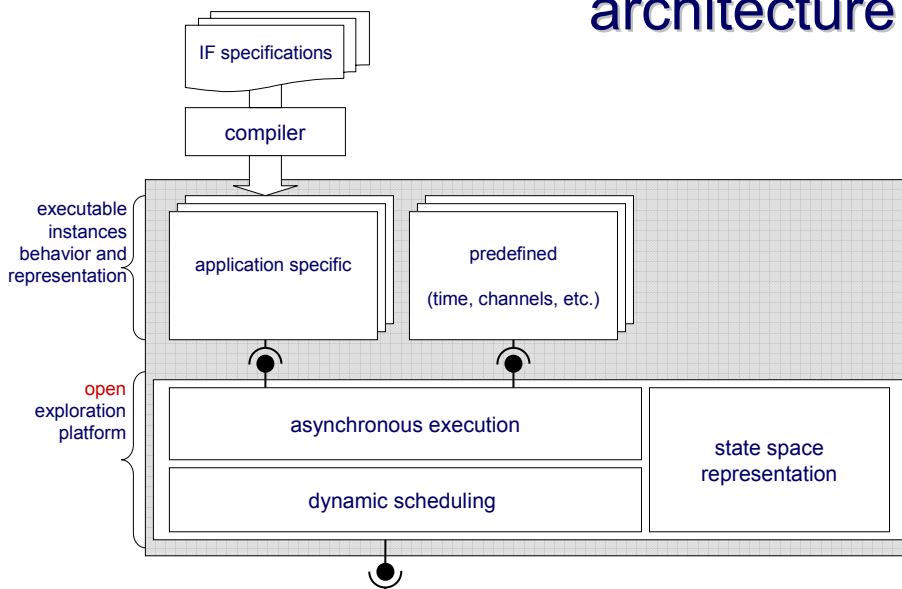 architecture
IF specifications
compiler
executable
instances
behavior and
representation
application specific
predefined
(time, channels, etc.)
open
exploration
platform
asynchronous execution
dynamic scheduling
state space
representation